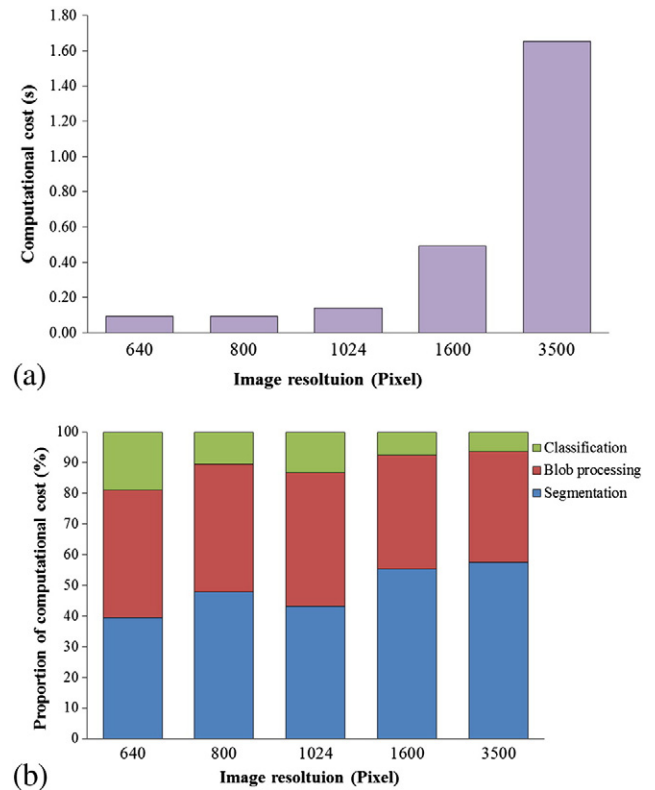 1.80
1.60
1.40
1.20
1.00
0.80
0.60
0.40
0.20
0.00
Computational cost (s)
640 800 1024 1600 3500
Image resoltuion (Pixel)
(a)
100
90
80
70
60
50
40
30
20
10
0
Proportion of computational cost (%)
Classification
Blob processing
Segmentation
640 800 1024 1600 3500
Image resoltuion (Pixel)
(b)